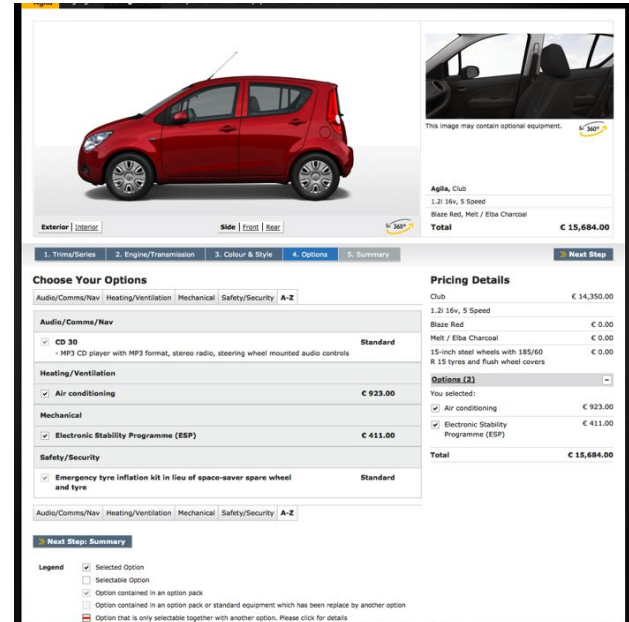 Agila
This image may contain optional equipment.
360°
Agila, Club
1.2i 16v, 5 Speed
Blaze Red, Melt / Elba Charcoal
Total € 15,684.00
Exterior | Interior
Side | Front | Rear
360°
1. Trims/Series 2. Engine/Transmission 3. Colour & Style 4. Options 5. Summary
Next Step
Choose Your Options
Audio/Comms/Nav Heating/Ventilation Mechanical Safety/Security A-Z
Audio/Comms/Nav
CD 30 Standard
- MP3 CD player with MP3 format, stereo radio, steering wheel mounted audio controls
Heating/Ventilation
Air conditioning € 923.00
Mechanical
Electronic Stability Programme (ESP) € 411.00
Safety/Security
Emergency tyre inflation kit in lieu of space-saver spare wheel Standard
and tyre
Audio/Comms/Nav Heating/Ventilation Mechanical Safety/Security A-Z
Next Step: Summary
Legend Selected Option
Selectable Option
Option contained in an option pack
Option contained in an option pack or standard equipment which has been replace by another option
Option that is only selectable together with another option. Please click for details
Pricing Details
Club € 14,350.00
1.2i 16v, 5 Speed
Blaze Red € 0.00
Melt / Elba Charcoal € 0.00
15-inch steel wheels with 185/60 € 0.00
R 15 tyres and flush wheel covers
Options (2)
You selected:
Air conditioning € 923.00
Electronic Stability € 411.00
Programme (ESP)
Total € 15,684.00